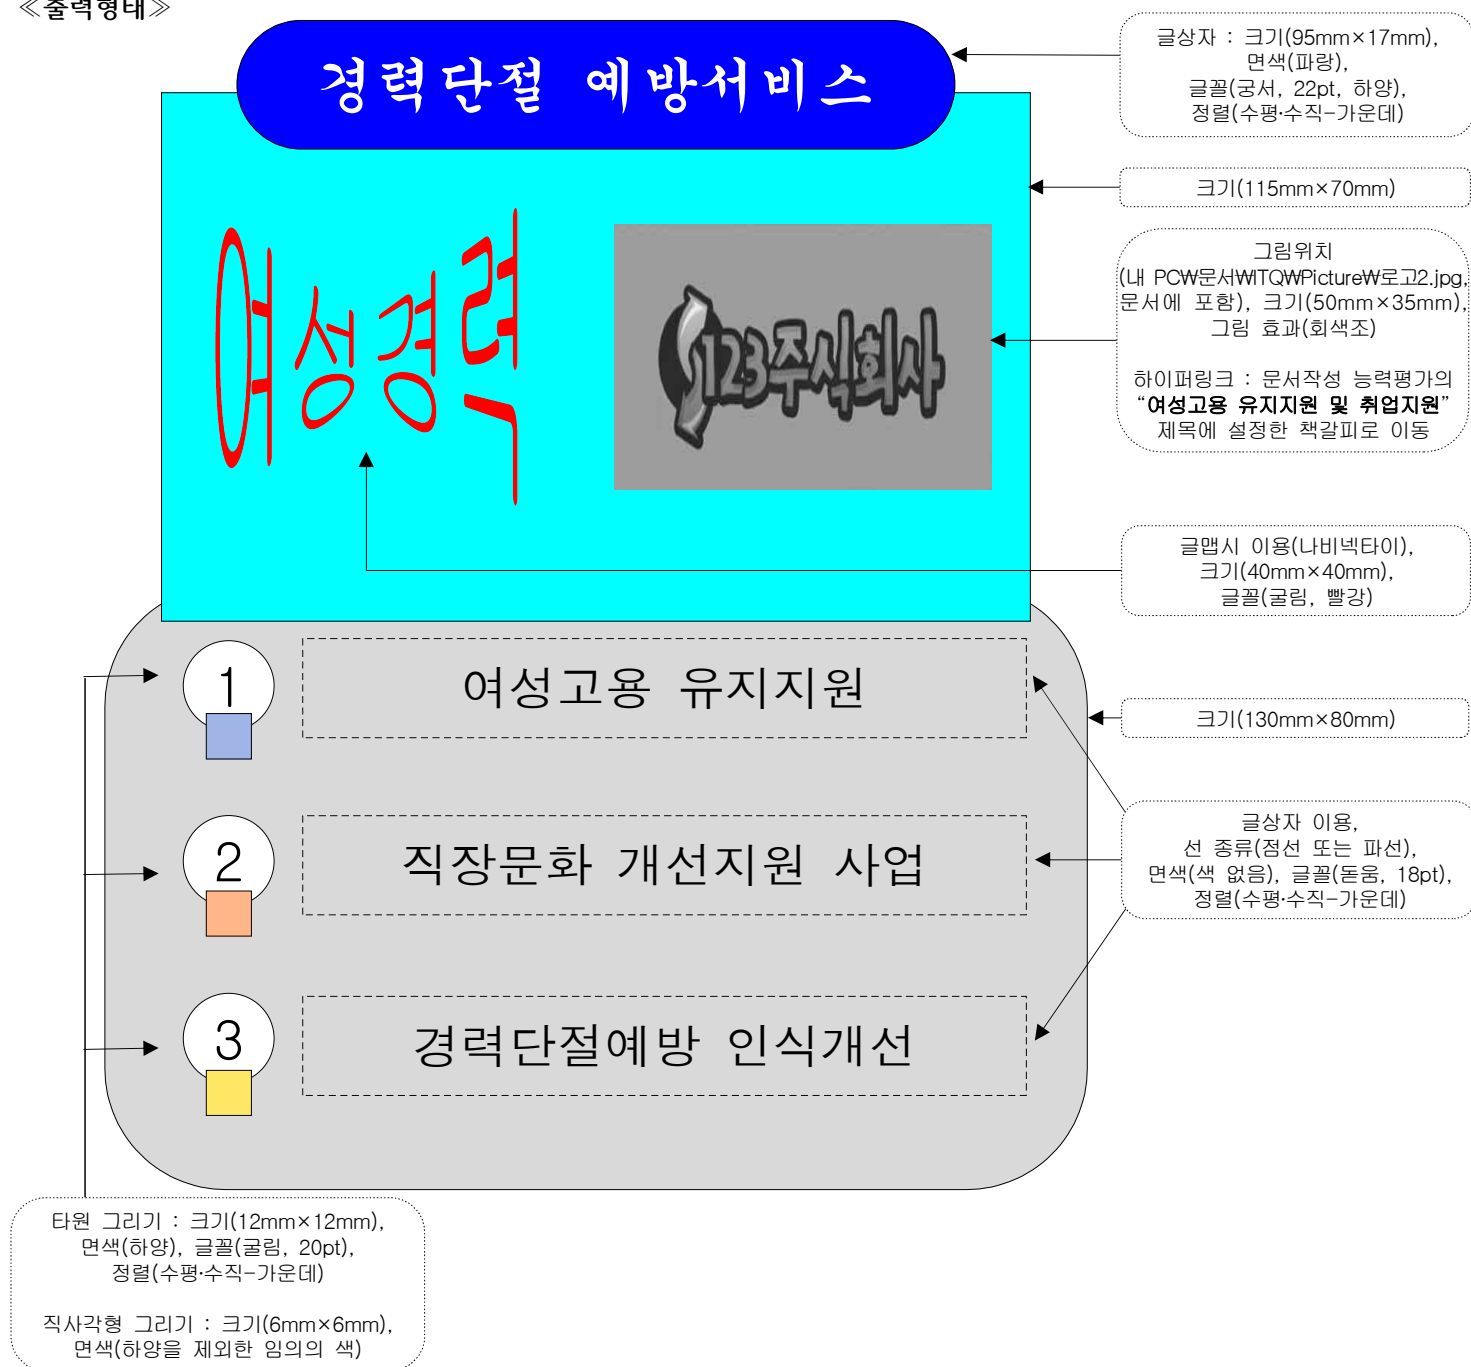 ≪출력형태≫
경력단절 예방서비스
글상자 : 크기(95mm×17mm),
면색(파랑),
글꼴(궁서, 22pt, 하양),
정렬(수평·수직-가운데)
크기(115mm×70mm)
여성경력
123주식회사
그림위치
(내 PC₩문서₩ITQ₩Picture₩로고2.jpg,
문서에 포함), 크기(50mm×35mm),
그림 효과(회색조)
하이퍼링크 : 문서작성 능력평가의
“여성고용 유지지원 및 취업지원”
제목에 설정한 책갈피로 이동
글맵시 이용(나비넥타이),
크기(40mm×40mm),
글꼴(굴림, 빨강)
1
여성고용 유지지원
크기(130mm×80mm)
2
직장문화 개선지원 사업
글상자 이용,
선 종류(점선 또는 파선),
면색(색 없음), 글꼴(돋움, 18pt),
정렬(수평·수직-가운데)
3
경력단절예방 인식개선
타원 그리기 : 크기(12mm×12mm),
면색(하양), 글꼴(굴림, 20pt),
정렬(수평·수직-가운데)
직사각형 그리기 : 크기(6mm×6mm),
면색(하양을 제외한 임의의 색)